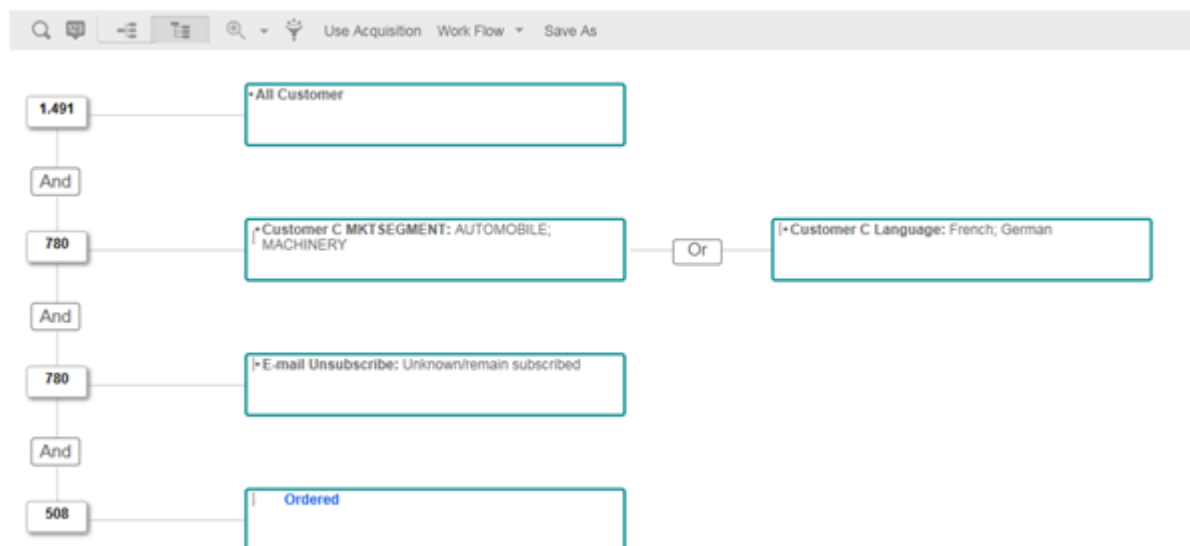 Use Acquisition Work Flow Save As
1.491
• All Customer
And
780
• Customer C MKTSEGMENT: AUTOMOBILE;
MACHINERY
Or
• Customer C Language: French; German
And
780
• E-mail Unsubscribe: Unknown/remain subscribed
And
508
Ordered